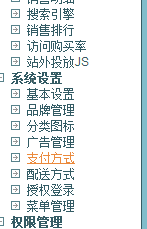 搜索引擎
销售排行
访问购买率
站外投放JS
系统设置
基本设置
品牌管理
分类图标
广告管理
支付方式
配送方式
授权登录
菜单管理
权限管理